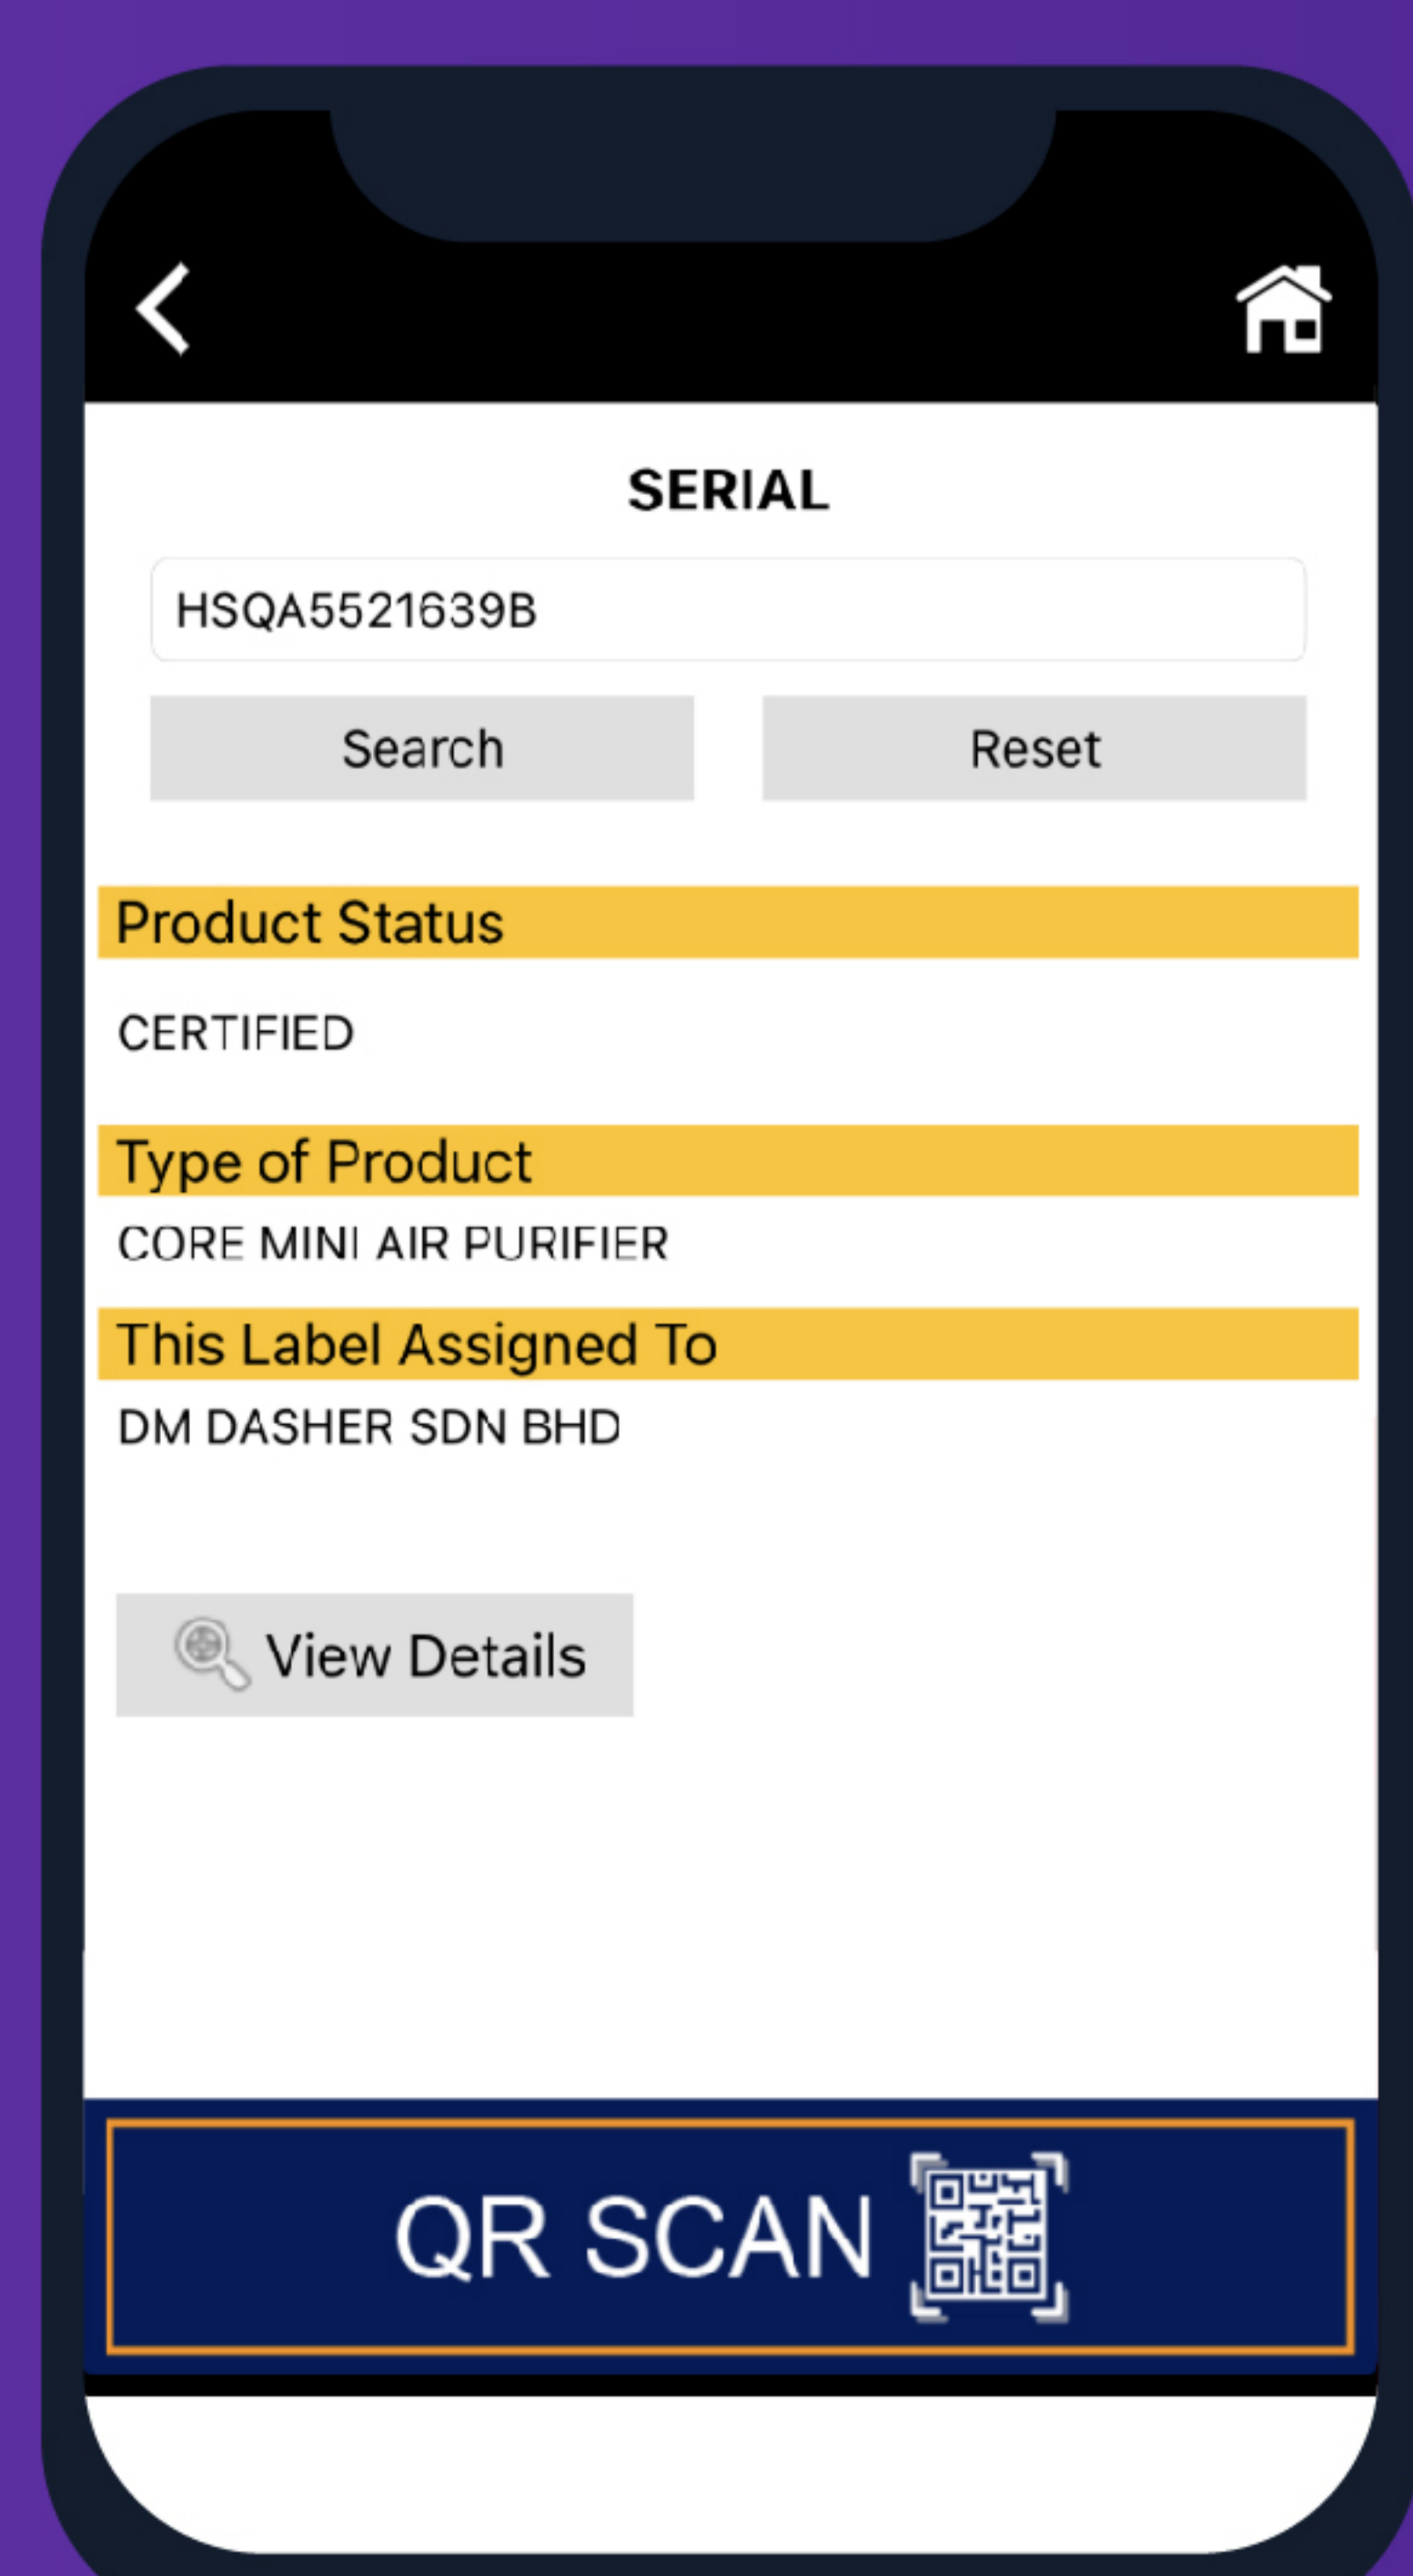 SERIAL
HSQA5521639B
Search Reset
Product Status
CERTIFIED
Type of Product
CORE MINI AIR PURIFIER
This Label Assigned To
DM DASHER SDN BHD
View Details
QR SCAN